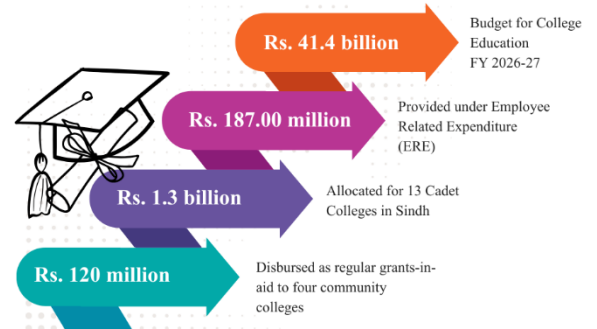 Rs. 41.4 billion
Budget for College
Education
FY 2026-27
Rs. 187.00 million
Provided under Employee
Related Expenditure
(ERE)
Rs. 1.3 billion
Allocated for 13 Cadet
Colleges in Sindh
Rs. 120 million
Disbursed as regular grants-in-
aid to four community
colleges